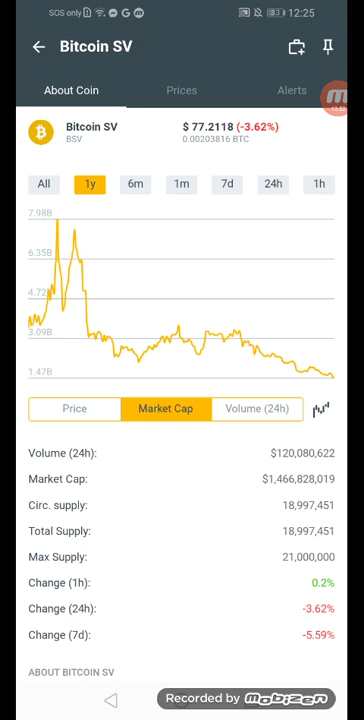 SOS only 12:25
Bitcoin SV
About Coin Prices Alerts
Bitcoin SV $ 77.2118 (-3.62%)
BSV 0.00203816 BTC
All 1y 6m 1m 7d 24h 1h
7.98B
6.35B
4.72B
3.09B
1.47B
Price Market Cap Volume (24h)
Volume (24h): $120,080,622
Market Cap: $1,466,828,019
Circ. supply: 18,997,451
Total Supply: 18,997,451
Max Supply: 21,000,000
Change (1h): 0.2%
Change (24h): -3.62%
Change (7d): -5.59%
ABOUT BITCOIN SV
Recorded by mobizen